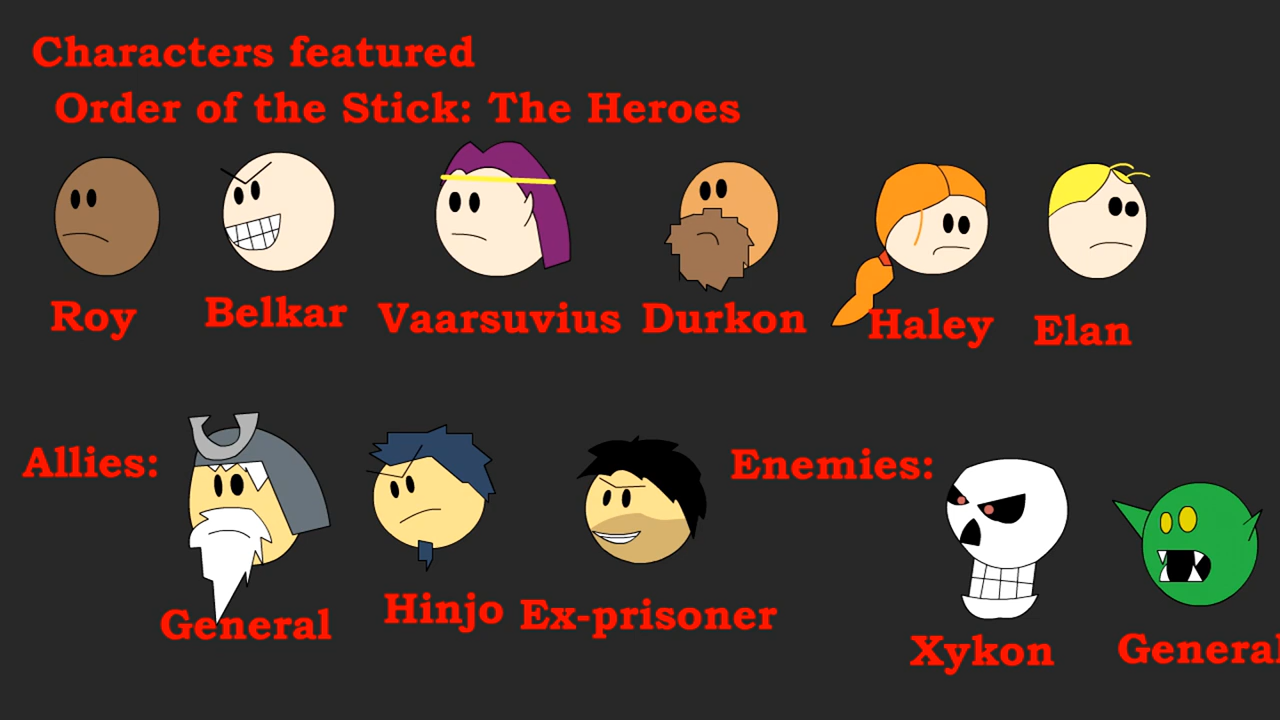 Characters featured
Order of the Stick: The Heroes
Roy Belkar Vaarsuvius Durkon Haley Elan
Allies: Enemies:
General Hinjo Ex-prisoner Xykon General